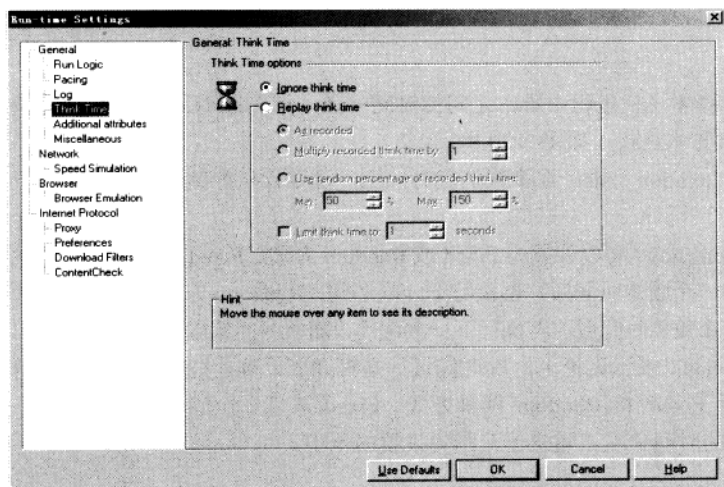 Run-time Settings
General
Run Logic
Pacing
Log
Think Time
Additional attributes
Miscellaneous
Network
Speed Simulation
Browser
Browser Emulation
Internet Protocol
Proxy
Preferences
Download Filters
ContentCheck
General: Think Time
Think Time options
Ignore think time
Replay think time
As recorded
Multiply recorded think time by: 1
Use random percentage of recorded think time:
Min: 50 % Max: 150 %
Limit think time to: 1 seconds
Hint
Move the mouse over any item to see its description.
Use Defaults OK Cancel Help